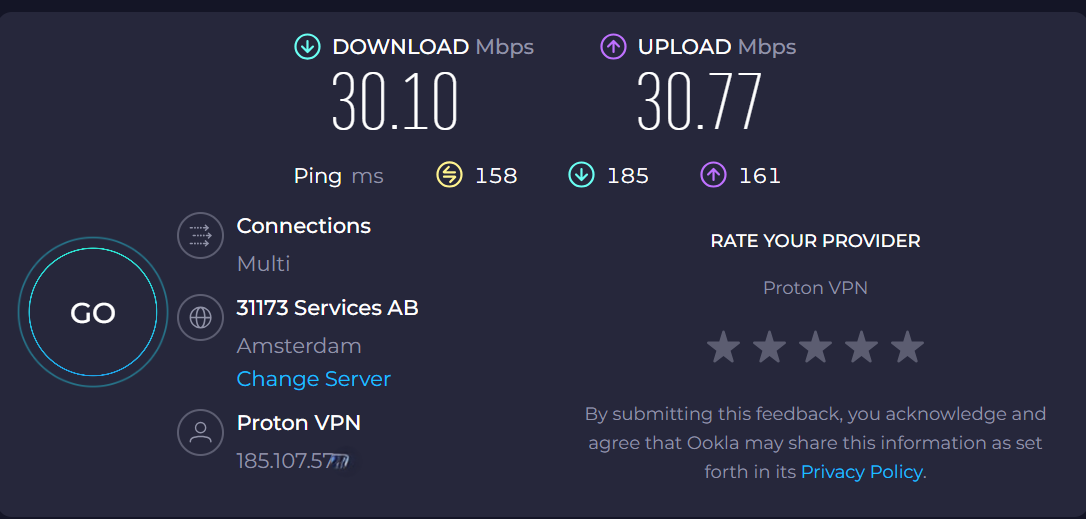 DOWNLOAD Mbps
30.10
UPLOAD Mbps
30.77
Ping ms 158 185 161
GO
Connections
Multi
31173 Services AB
Amsterdam
Change Server
Proton VPN
185.107.57
RATE YOUR PROVIDER
Proton VPN
By submitting this feedback, you acknowledge and
agree that Ookla may share this information as set
forth in its Privacy Policy.